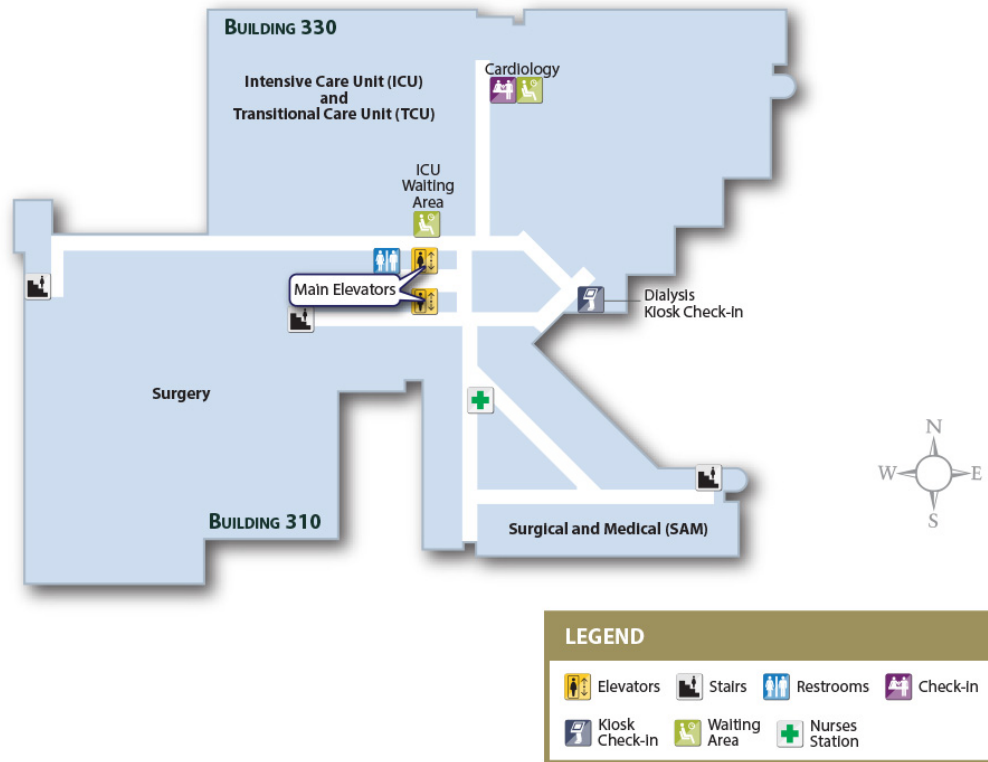 BUILDING 330
Intensive Care Unit (ICU)
and
Transitional Care Unit (TCU)
Cardiology
ICU
Waiting
Area
Main Elevators
Dialysis
Kiosk Check-In
Surgery
N
W
E
S
BUILDING 310
Surgical and Medical (SAM)
LEGEND
Elevators
Stairs
Restrooms
Check-in
Kiosk
Check-In
Waiting
Area
Nurses
Station